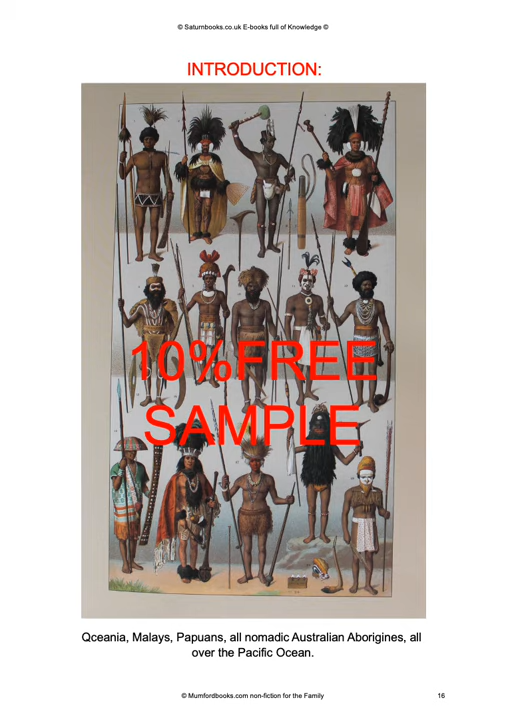 © Saturnbooks.co.uk E-books full of Knowledge ©
INTRODUCTION:
10%FREE
SAMPLE
Qceania, Malays, Papuans, all nomadic Australian Aborigines, all
over the Pacific Ocean.
© Mumfordbooks.com non-fiction for the Family 16